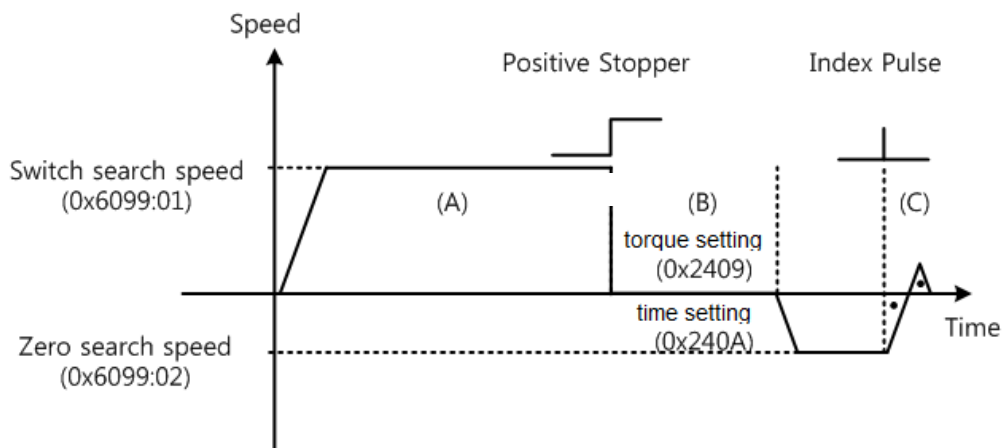 Speed
Positive Stopper
Index Pulse
Switch search speed
(0x6099:01)
(A)
(B)
(C)
torque setting
(0x2409)
time setting
(0x240A)
Time
Zero search speed
(0x6099:02)